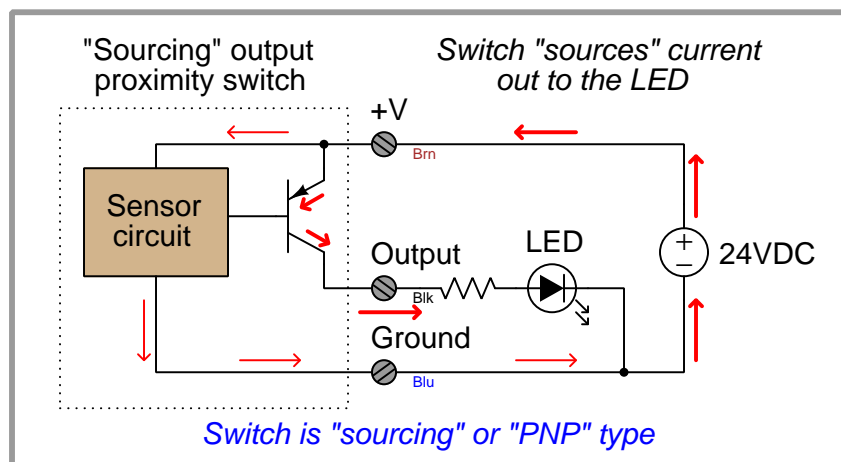 "Sourcing" output
proximity switch
Switch "sources" current
out to the LED
+V
Brn
Sensor
circuit
Output
Blk
LED
+
−
24VDC
Ground
Blu
Switch is "sourcing" or "PNP" type